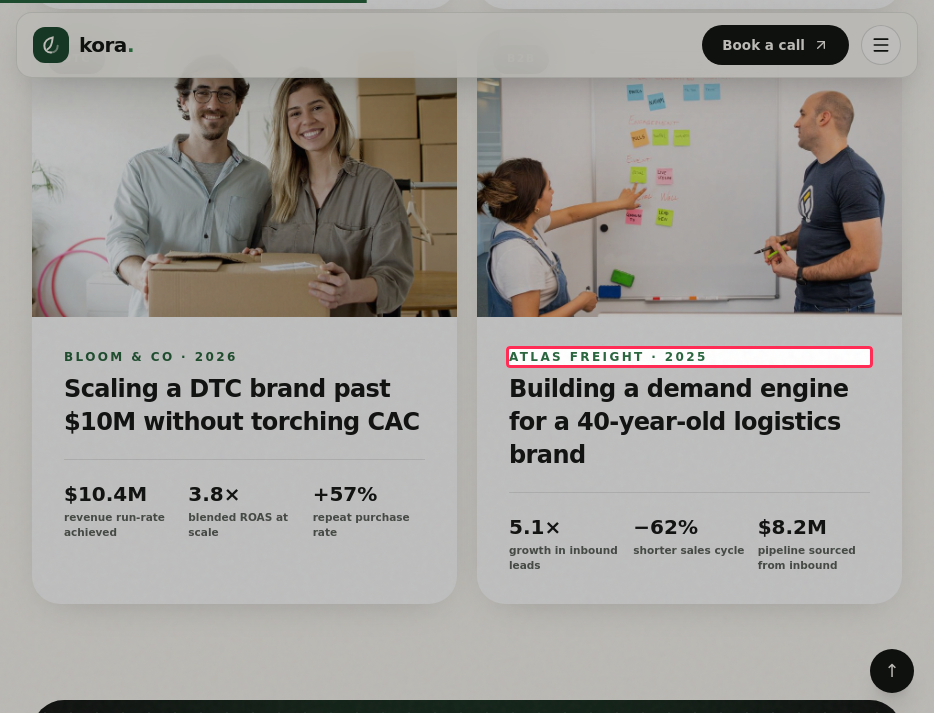 kora.
Book a call ↗
BLOOM & CO · 2026
Scaling a DTC brand past
$10M without torching CAC
$10.4M
revenue run-rate
achieved
3.8×
blended ROAS at
scale
+57%
repeat purchase
rate
ATLAS FREIGHT · 2025
Building a demand engine
for a 40-year-old logistics
brand
5.1×
growth in inbound
leads
−62%
shorter sales cycle
$8.2M
pipeline sourced
from inbound
↑